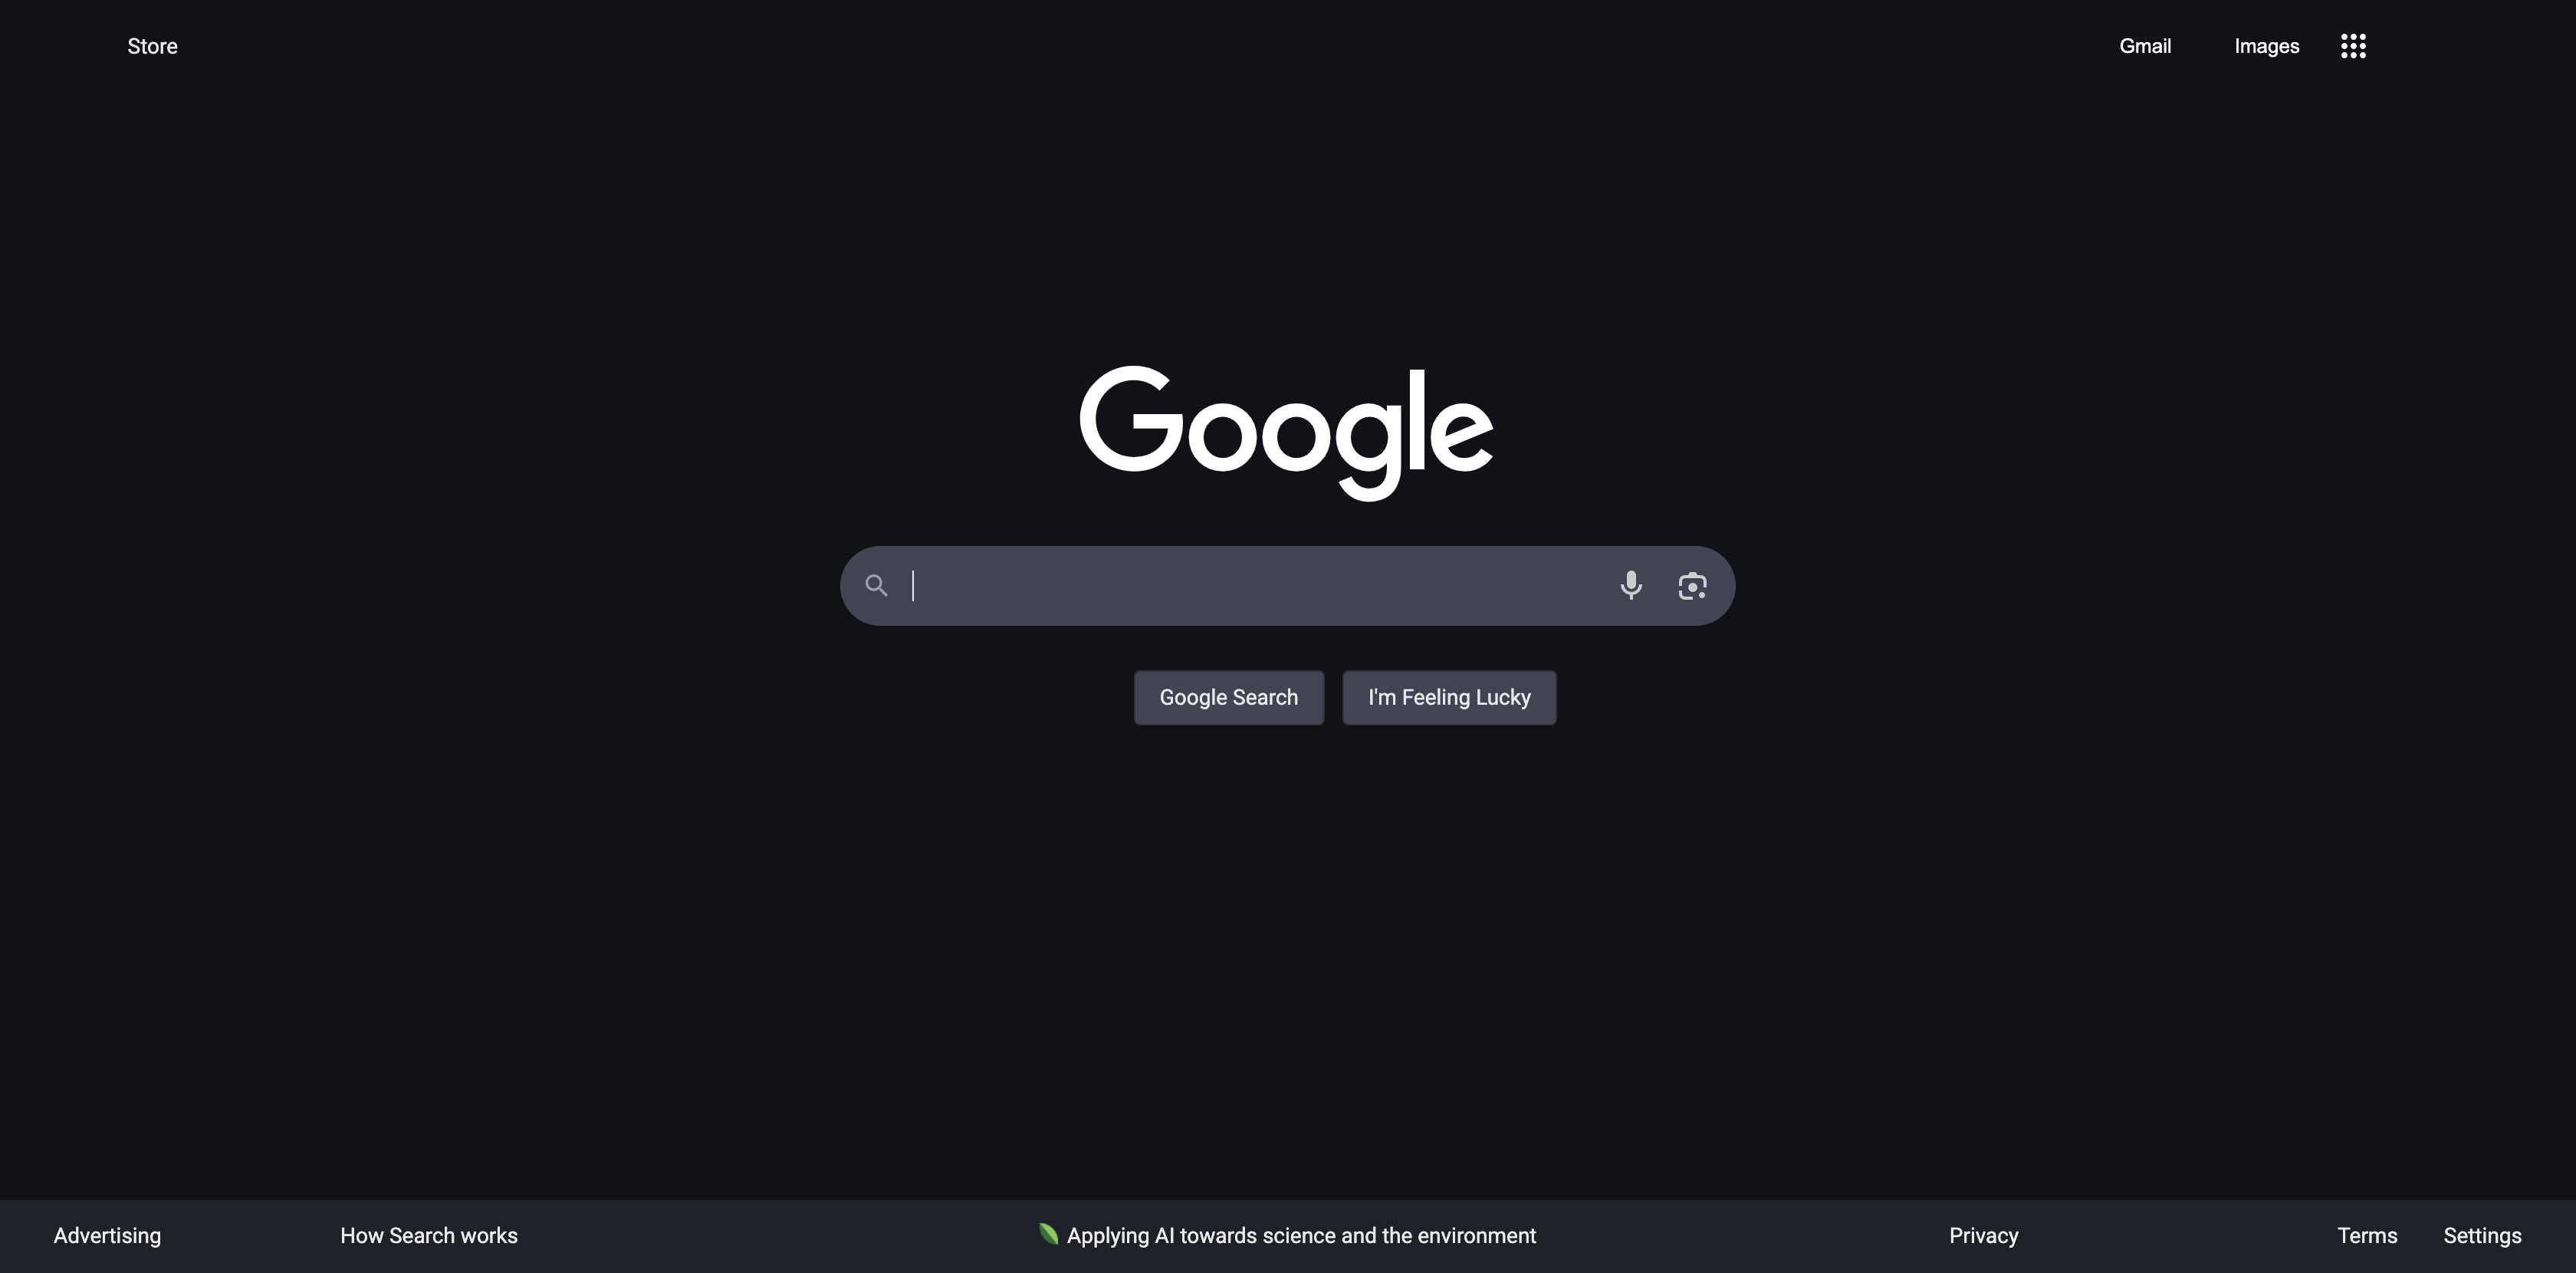 Store
Gmail
Images
Google
Google Search
I'm Feeling Lucky
Advertising
How Search works
Applying AI towards science and the environment
Privacy
Terms
Settings